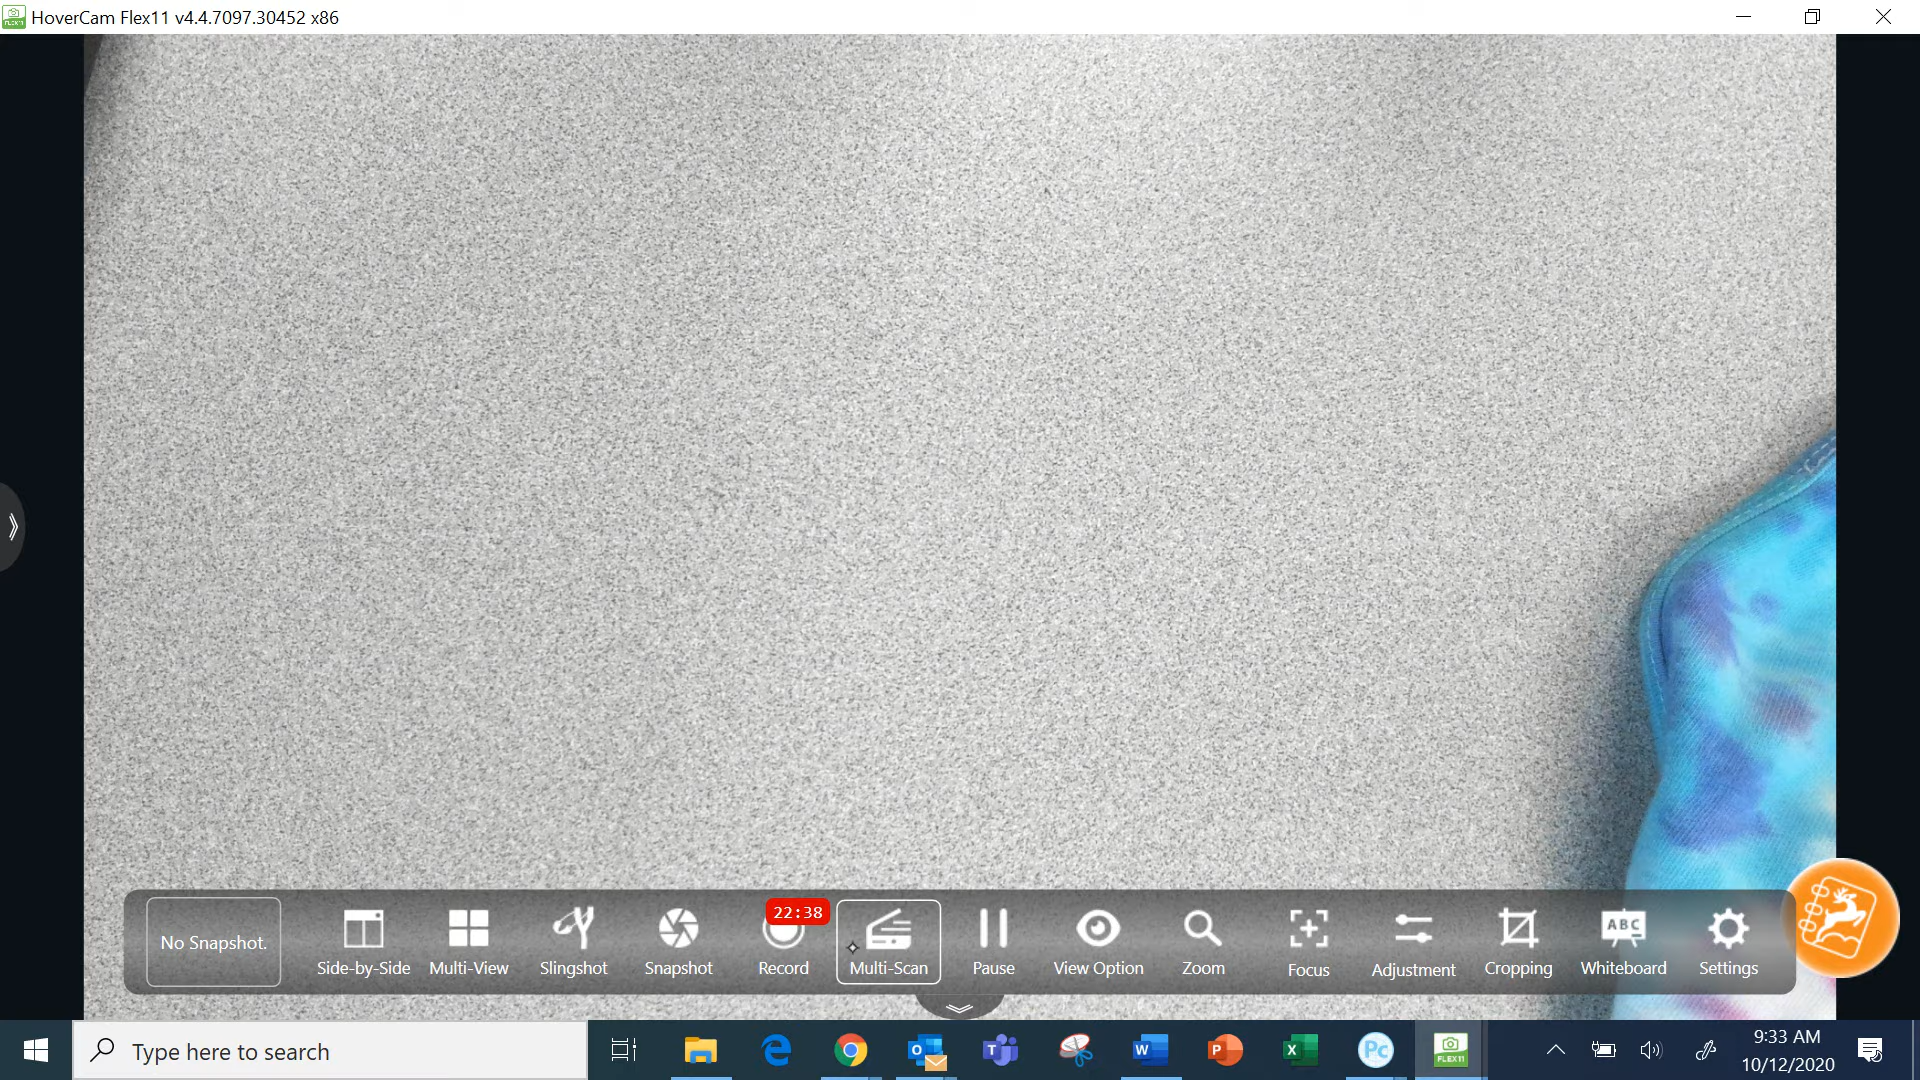 HoverCam Flex11 v4.4.7097.30452 x86
No Snapshot.
Side-by-Side
Multi-View
Slingshot
Snapshot
22:38
Record
Multi-Scan
Pause
View Option
Zoom
Focus
Adjustment
Cropping
ABC
Whiteboard
Settings
Type here to search
O
T
W
P
X
Pc
FLEX11
9:33 AM
10/12/2020